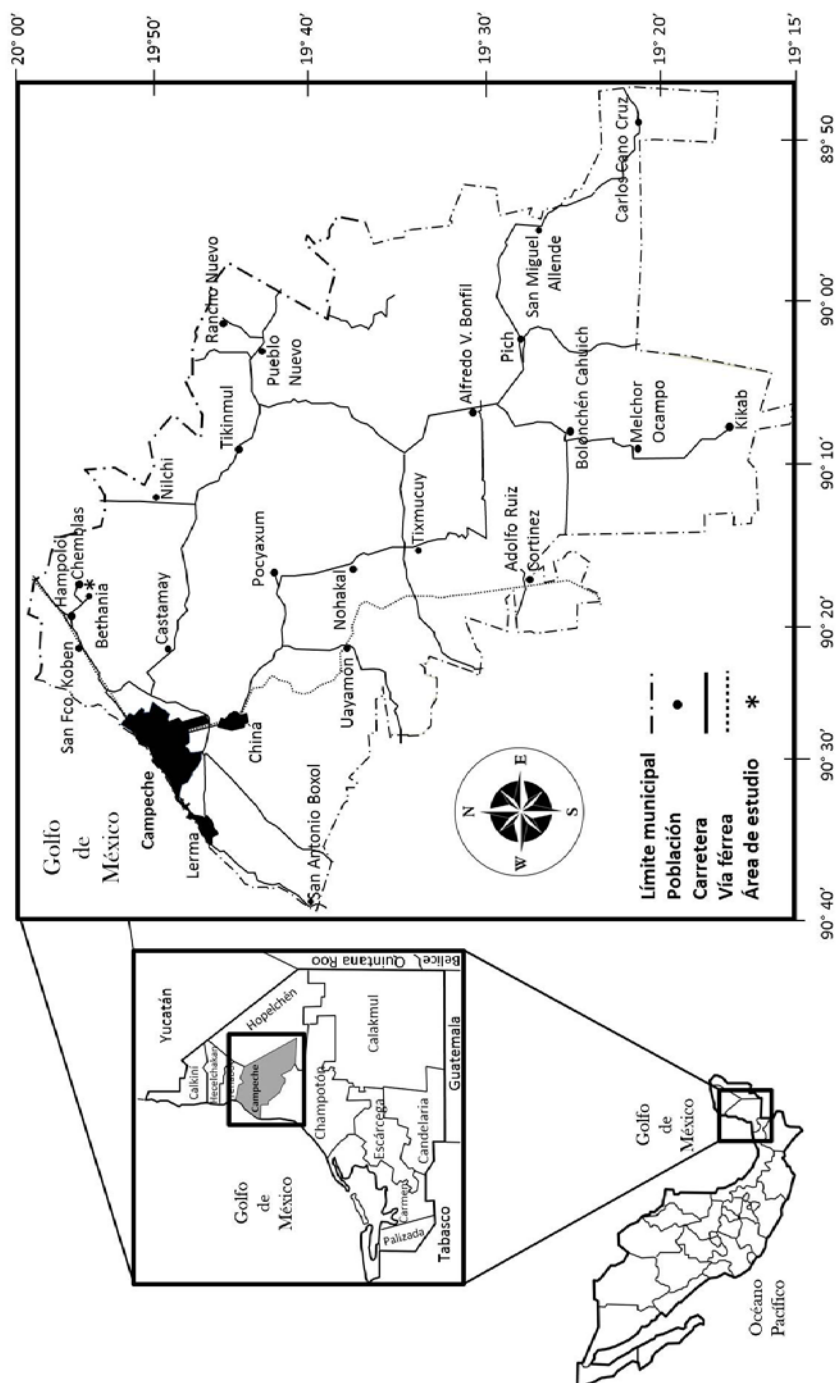 20° 00'
19° 50'
19° 40'
19° 30'
19° 20'
19° 15'
90° 40'
90° 30'
90° 20'
90° 10'
90° 00'
89° 50'
Golfo
de
México
San Fco. Koben
Hampolol
Chemblas
Bethania
Nilchi
Castamay
Campeche
Lerma
China
Tikinmul
Rancho Nuevo
Pueblo
Nuevo
Pocyaxum
Nohakal
Uayamón
San Antonio Boxol
Tixmucuy
Alfredo V. Bonfil
Adolfo Ruiz
Cortinez
Pich
San Miguel
Allende
Bolonchén Cahuich
Melchor
Ocampo
Kikab
Carlos Cano Cruz
N
E
S
W
Límite municipal
Población
Carretera
Vía férrea
Área de estudio
Yucatán
Calkiní
Hecelchakan
Campeche
Hopelchén
Quintana Roo
Belice
Golfo
de
México
Champotón
Calakmul
Escárcega
Carmen
Candelaria
Palizada
Tabasco
Guatemala
Golfo
de
México
Océano
Pacífico